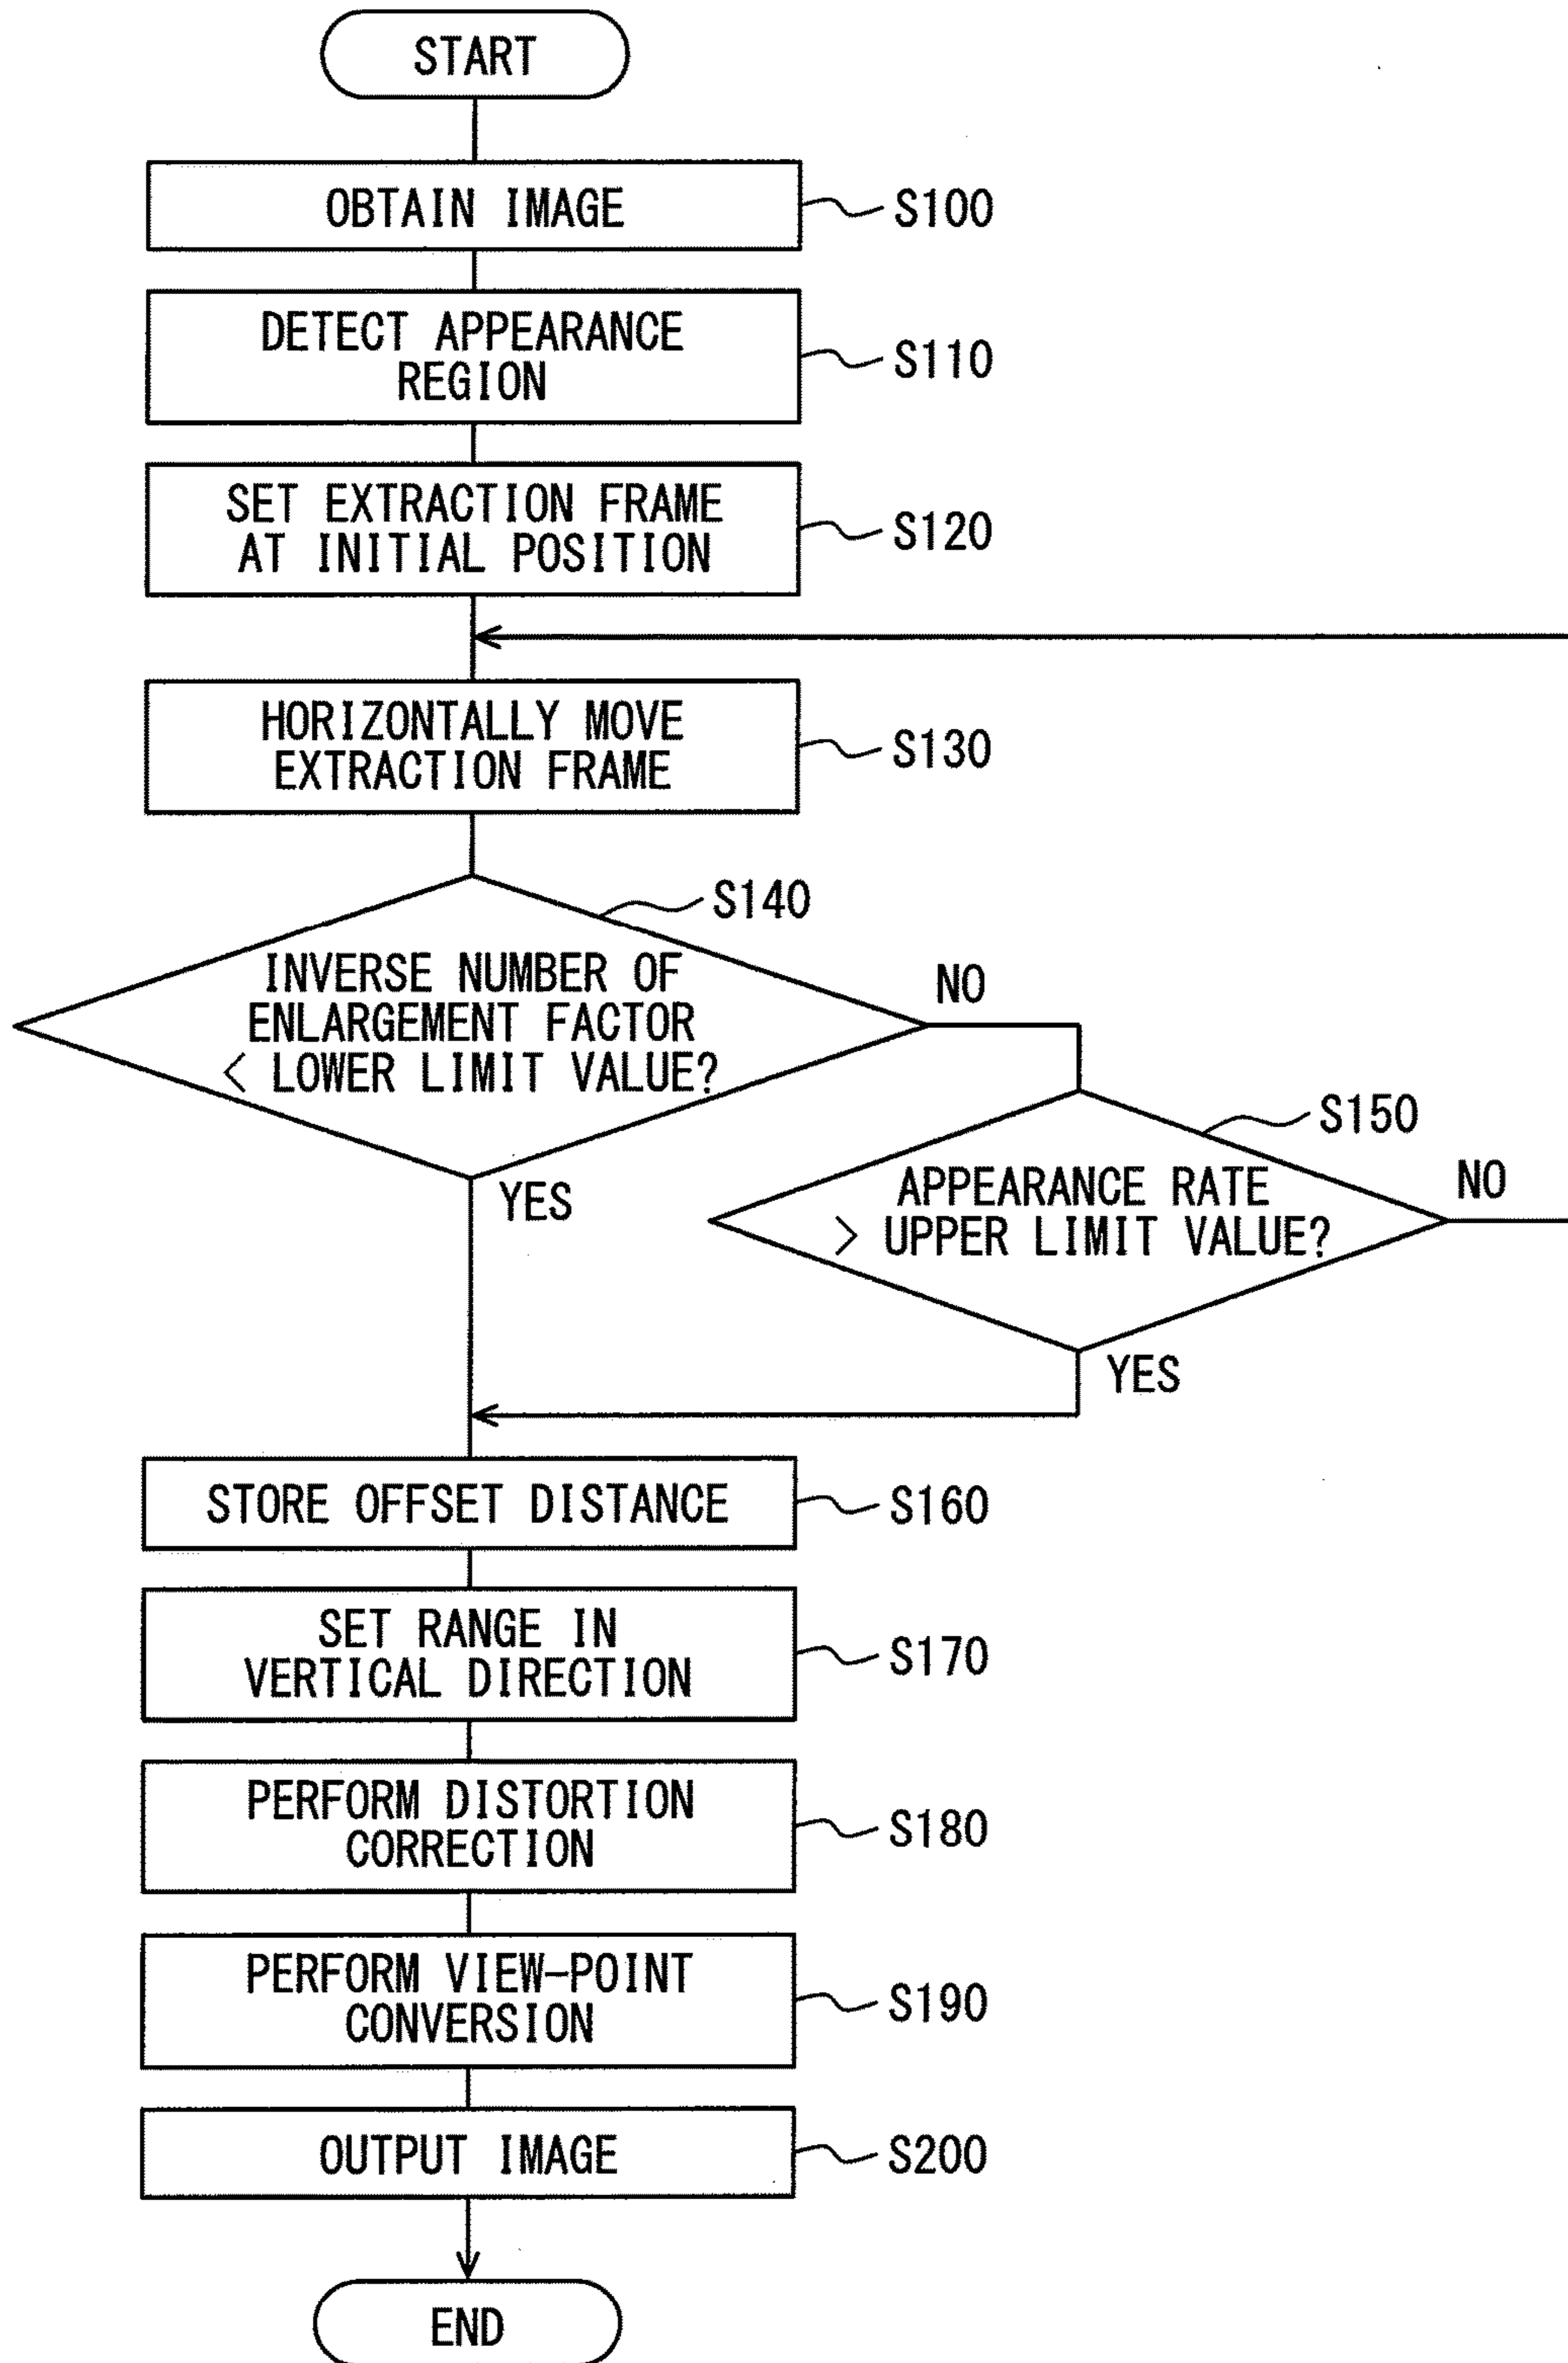 START
OBTAIN IMAGE
S100
DETECT APPEARANCE
REGION
S110
SET EXTRACTION FRAME
AT INITIAL POSITION
S120
HORIZONTALLY MOVE
EXTRACTION FRAME
S130
S140
INVERSE NUMBER OF
ENLARGEMENT FACTOR
< LOWER LIMIT VALUE?
NO
YES
S150
APPEARANCE RATE
> UPPER LIMIT VALUE?
NO
YES
STORE OFFSET DISTANCE
S160
SET RANGE IN
VERTICAL DIRECTION
S170
PERFORM DISTORTION
CORRECTION
S180
PERFORM VIEW-POINT
CONVERSION
S190
OUTPUT IMAGE
S200
END